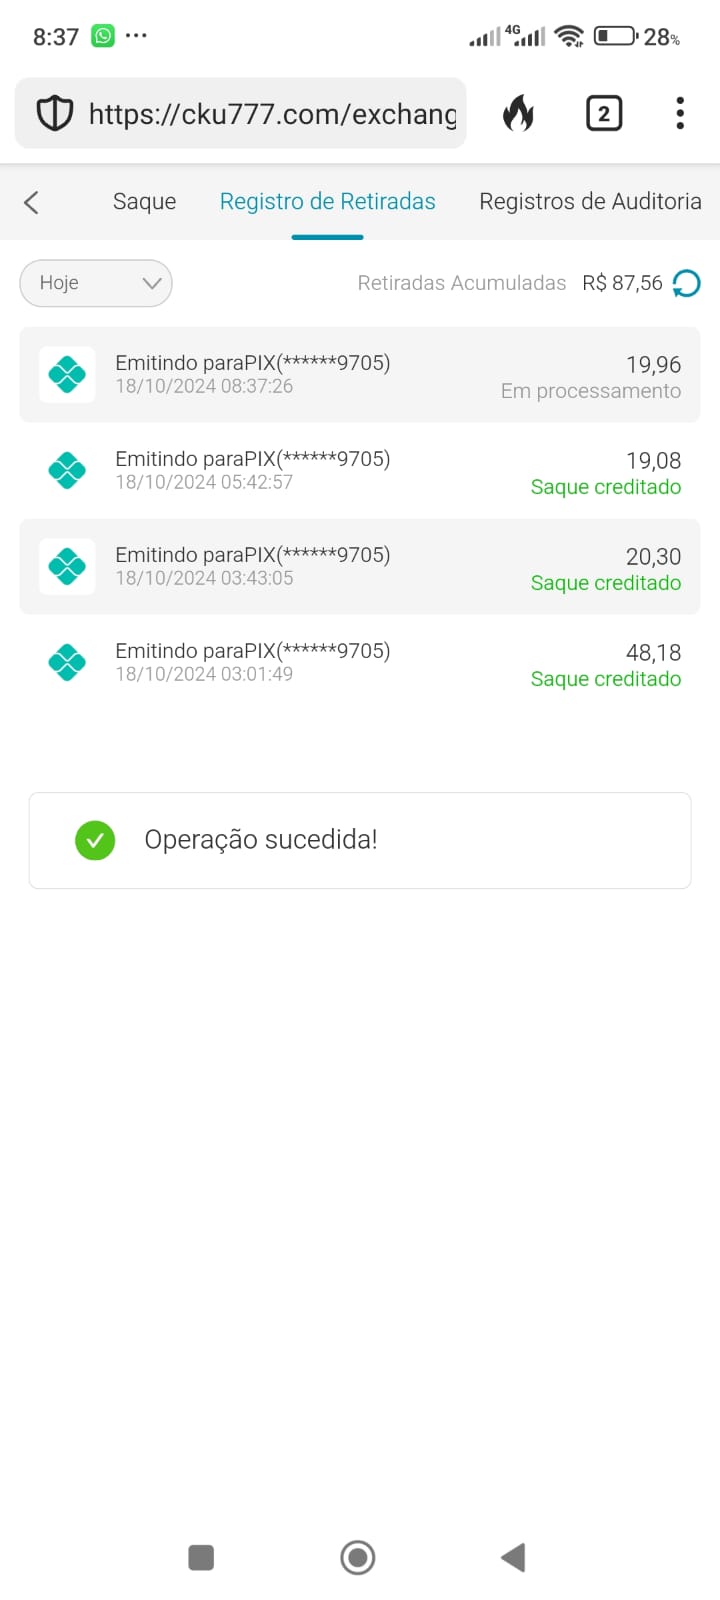 8:37 ... 4G 28%
https://cku777.com/exchang 2
Saque Registro de Retiradas Registros de Auditoria
Hoje Retiradas Acumuladas R$ 87,56
Emitindo paraPIX(******9705) 19,96
18/10/2024 08:37:26 Em processamento
Emitindo paraPIX(******9705) 19,08
18/10/2024 05:42:57 Saque creditado
Emitindo paraPIX(******9705) 20,30
18/10/2024 03:43:05 Saque creditado
Emitindo paraPIX(******9705) 48,18
18/10/2024 03:01:49 Saque creditado
Operação sucedida!